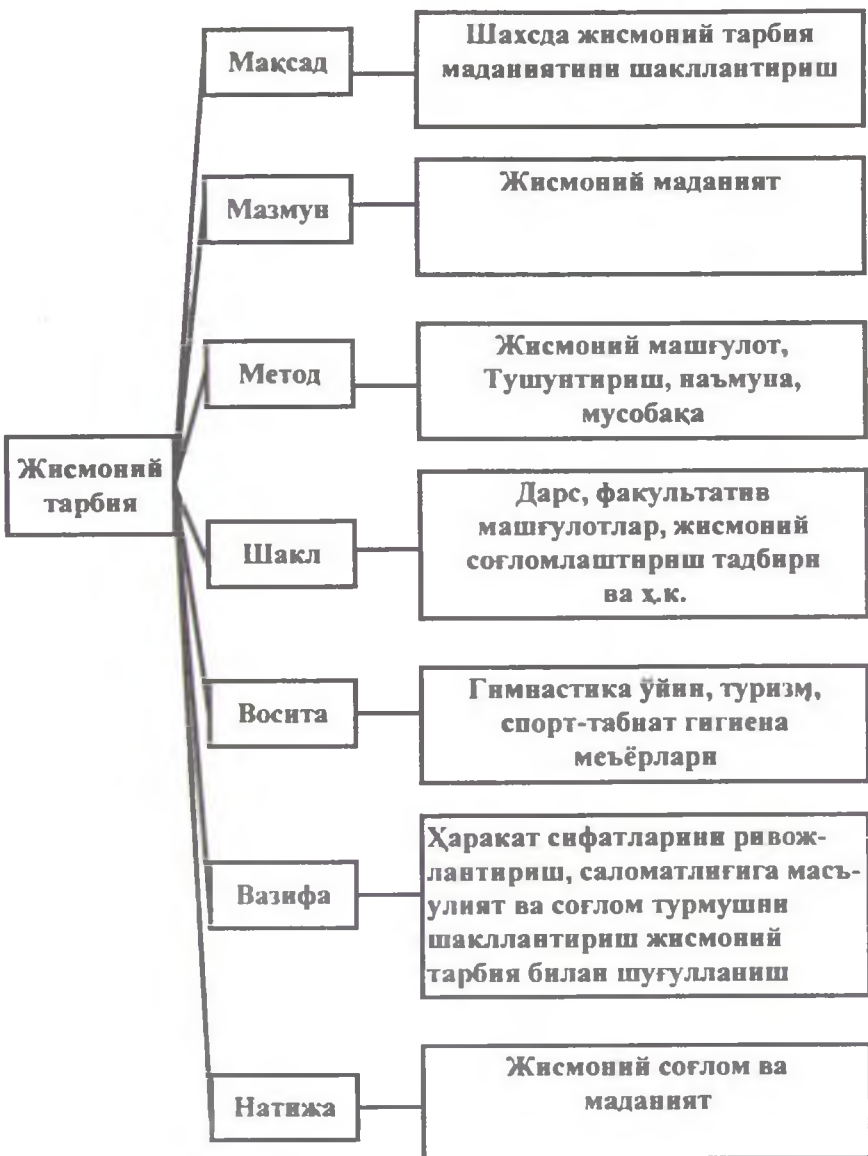 Мақсад
Шахсда жисмоний тарбия
маданиятини шакллантириш
Мазмун
Жисмоний маданият
Метод
Жисмоний машғулот,
Тушунтириш, наъмуна,
мусобақа
Жисмоний
тарбия
Шакл
Дарс, факультатив
машғулотлар, жисмоний
соғломлаштириш тадбири
ва ҳ.к.
Восита
Гимнастика ўйин, туризм,
спорт-табиат гигиена
меъёрлари
Вазифа
Ҳаракат сифатларини ривож-
лантириш, саломатлиғига масъ-
улият ва соғлом турмушни
шакллантириш жисмоний
тарбия билан шуғулланиш
Натижа
Жисмоний соғлом ва
маданият